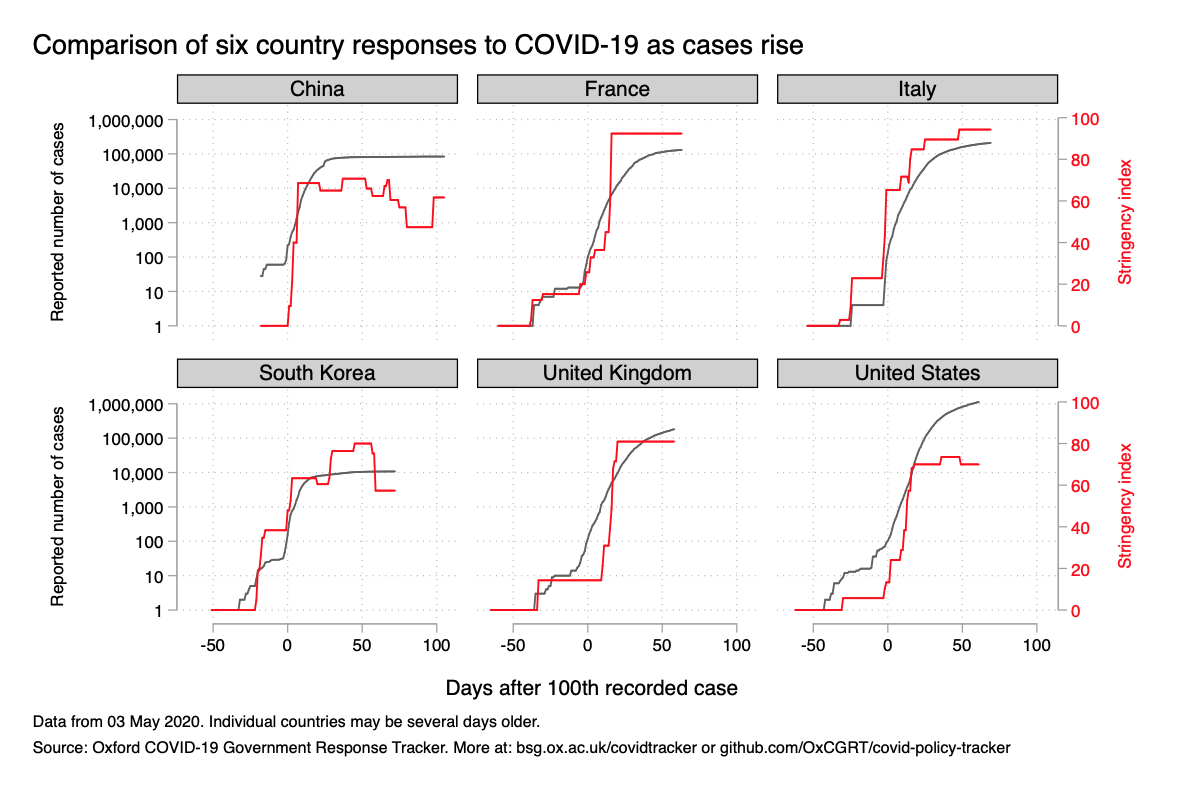 Comparison of six country responses to COVID-19 as cases rise
China
France
Italy
Reported number of cases
1,000,000
100,000
10,000
1,000
100
10
1
100
80
60
40
20
0
Stringency index
South Korea
United Kingdom
United States
Reported number of cases
1,000,000
100,000
10,000
1,000
100
10
1
100
80
60
40
20
0
Stringency index
-50 0 50 100
-50 0 50 100
-50 0 50 100
Days after 100th recorded case
Data from 03 May 2020. Individual countries may be several days older.
Source: Oxford COVID-19 Government Response Tracker. More at: bsg.ox.ac.uk/covidtracker or github.com/OxCGRT/covid-policy-tracker